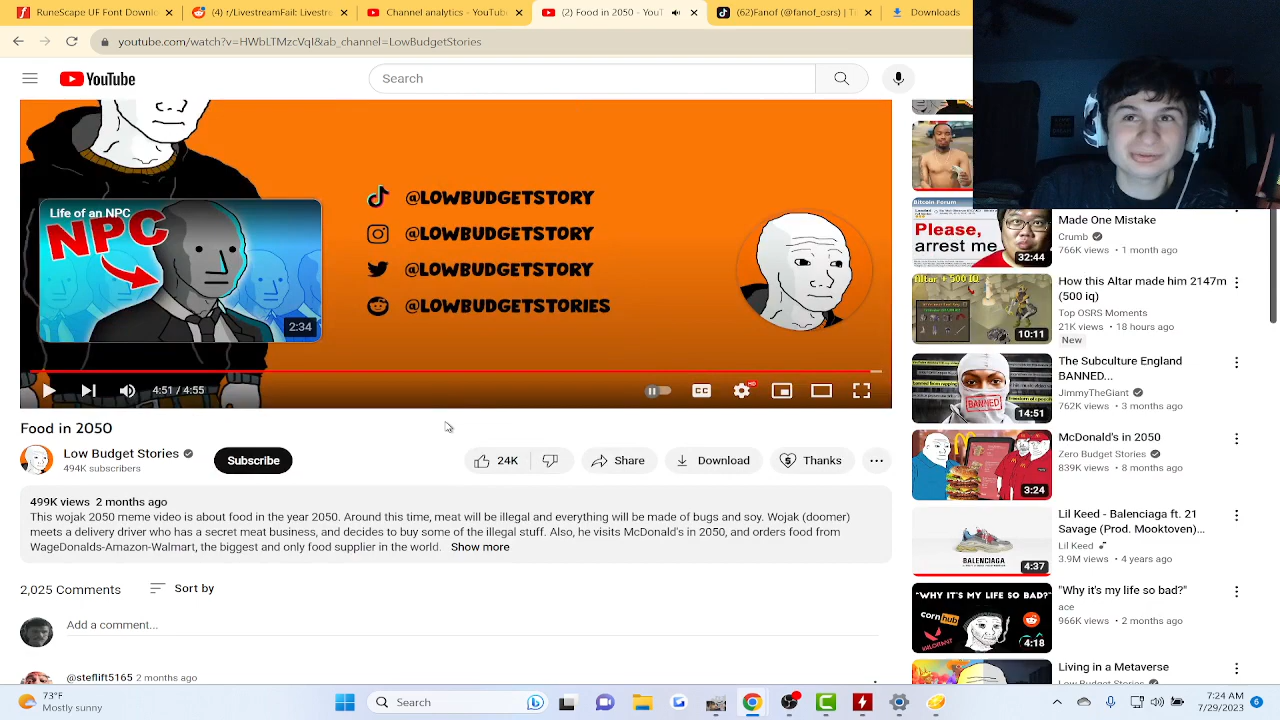 RuneScape UF Font Downlo
(4) r/LivestreamFail: Livestre
Channel analytics - YouTub
(2) Food in 2050 - YouT
(62)Fanof (@fanof_osrs) | T
Downloads
youtube.com/watch?v=HWbLTMzcVqI&ab_channel=LowBudgetStories
YouTube
Search
Life of an NPC
NPC
2:34
@LOWBUDGETSTORY
@LOWBUDGETSTORY
@LOWBUDGETSTORY
@LOWBUDGETSTORIES
4:51 / 4:55
CC
Food in 2050
Low Budget Stories
494K subscribers
Subscribe
24K
Share
Download
Thanks
499K views 2 months ago
This wojak 2050 meme video is about food in the year 2050. Around this time, meat will be illegal and everything will be made of bugs and soy. Wojak (doomer)
meets a delivery driver who has a secret meat business, and decides to buy some of the illegal stuff. Also, he visits McDonald's in 2050, and orders food from
WageDonalds-Amazon-Walmart, the biggest and only food supplier in the world. Show more
2,025 Comments
Sort by
Add a comment...
@steflift5165 2 months ago
Bitcoin Forum
Please,
arrest me
32:44
Made One Mistake
Crumb
766K views • 1 month ago
Altar + 500 IQ
10:11
How this Altar made him 2147m
(500 iq)
Top OSRS Moments
21K views • 18 hours ago
New
BANNED
14:51
The Subculture England
BANNED...
JimmyTheGiant
762K views • 3 months ago
3:24
McDonald's in 2050
Zero Budget Stories
839K views • 8 months ago
BALENCIAGA
4:37
Lil Keed - Balenciaga ft. 21
Savage (Prod. Mooktoven)...
Lil Keed
3.9M views • 4 years ago
"WHY IT'S MY LIFE SO BAD?"
corn hub
VALORANT
4:18
"Why it's my life so bad?"
ace
966K views • 2 months ago
Living in a Metaverse
Low Budget Stories
73°F
Mostly sunny
Search
7:24 AM
7/29/2023
6